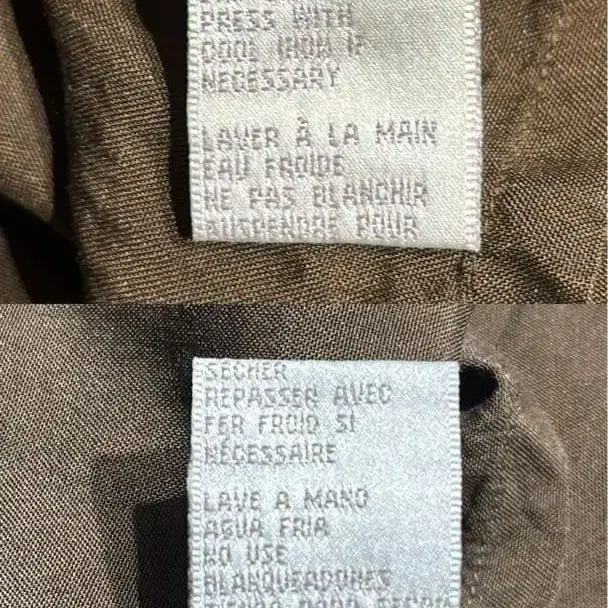 PRESS WITH
COOL IRON IF
NECESSARY
LAVER À LA MAIN
EAU FROIDE
NE PAS BLANCHIR
SUSPENDRE POUR
SECHER
REPASSER AVEC
FER FROID SI
NÉCESSAIRE
LAVE A MANO
AGUA FRIA
NO USE
BLANQUEADORES